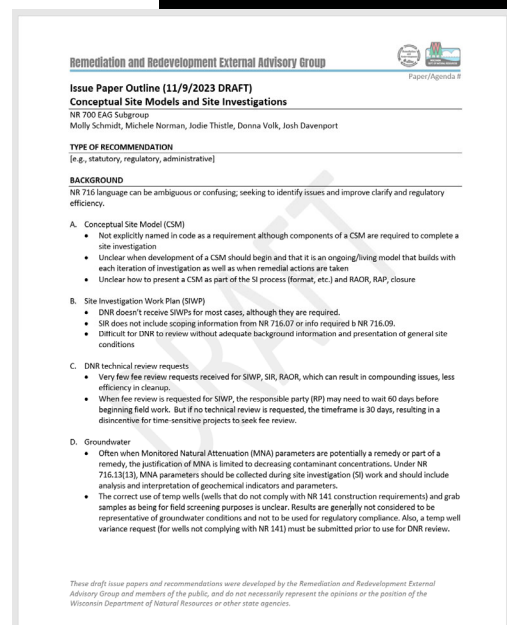 Remediation and Redevelopment External Advisory Group
Paper/Agenda #
Issue Paper Outline (11/9/2023 DRAFT)
Conceptual Site Models and Site Investigations
NR 700 EAG Subgroup
Molly Schmidt, Michele Norman, Jodie Thistle, Donna Volk, Josh Davenport
TYPE OF RECOMMENDATION
[e.g., statutory, regulatory, administrative]
BACKGROUND
NR 716 language can be ambiguous or confusing; seeking to identify issues and improve clarify and regulatory
efficiency.
A. Conceptual Site Model (CSM)
• Not explicitly named in code as a requirement although components of a CSM are required to complete a
site investigation
• Unclear when development of a CSM should begin and that it is an ongoing/living model that builds with
each iteration of investigation as well as when remedial actions are taken
• Unclear how to present a CSM as part of the SI process (format, etc.) and RAOR, RAP, closure
B. Site Investigation Work Plan (SIWP)
• DNR doesn't receive SIWPs for most cases, although they are required.
• SIR does not include scoping information from NR 716.07 or info required b NR 716.09.
• Difficult for DNR to review without adequate background information and presentation of general site
conditions
C. DNR technical review requests
• Very few fee review requests received for SIWP, SIR, RAOR, which can result in compounding issues, less
efficiency in cleanup.
• When fee review is requested for SIWP, the responsible party (RP) may need to wait 60 days before
beginning field work. But if no technical review is requested, the timeframe is 30 days, resulting in a
disincentive for time-sensitive projects to seek fee review.
D. Groundwater
• Often when Monitored Natural Attenuation (MNA) parameters are potentially a remedy or part of a
remedy, the justification of MNA is limited to decreasing contaminant concentrations. Under NR
716.13(13), MNA parameters should be collected during site investigation (SI) work and should include
analysis and interpretation of geochemical indicators and parameters.
• The correct use of temp wells (wells that do not comply with NR 141 construction requirements) and grab
samples as being for field screening purposes is unclear. Results are generally not considered to be
representative of groundwater conditions and not to be used for regulatory compliance. Also, a temp well
variance request (for wells not complying with NR 141) must be submitted prior to use for DNR review.
These draft issue papers and recommendations were developed by the Remediation and Redevelopment External
Advisory Group and members of the public, and do not necessarily represent the opinions or the position of the
Wisconsin Department of Natural Resources or other state agencies.
DRAFT